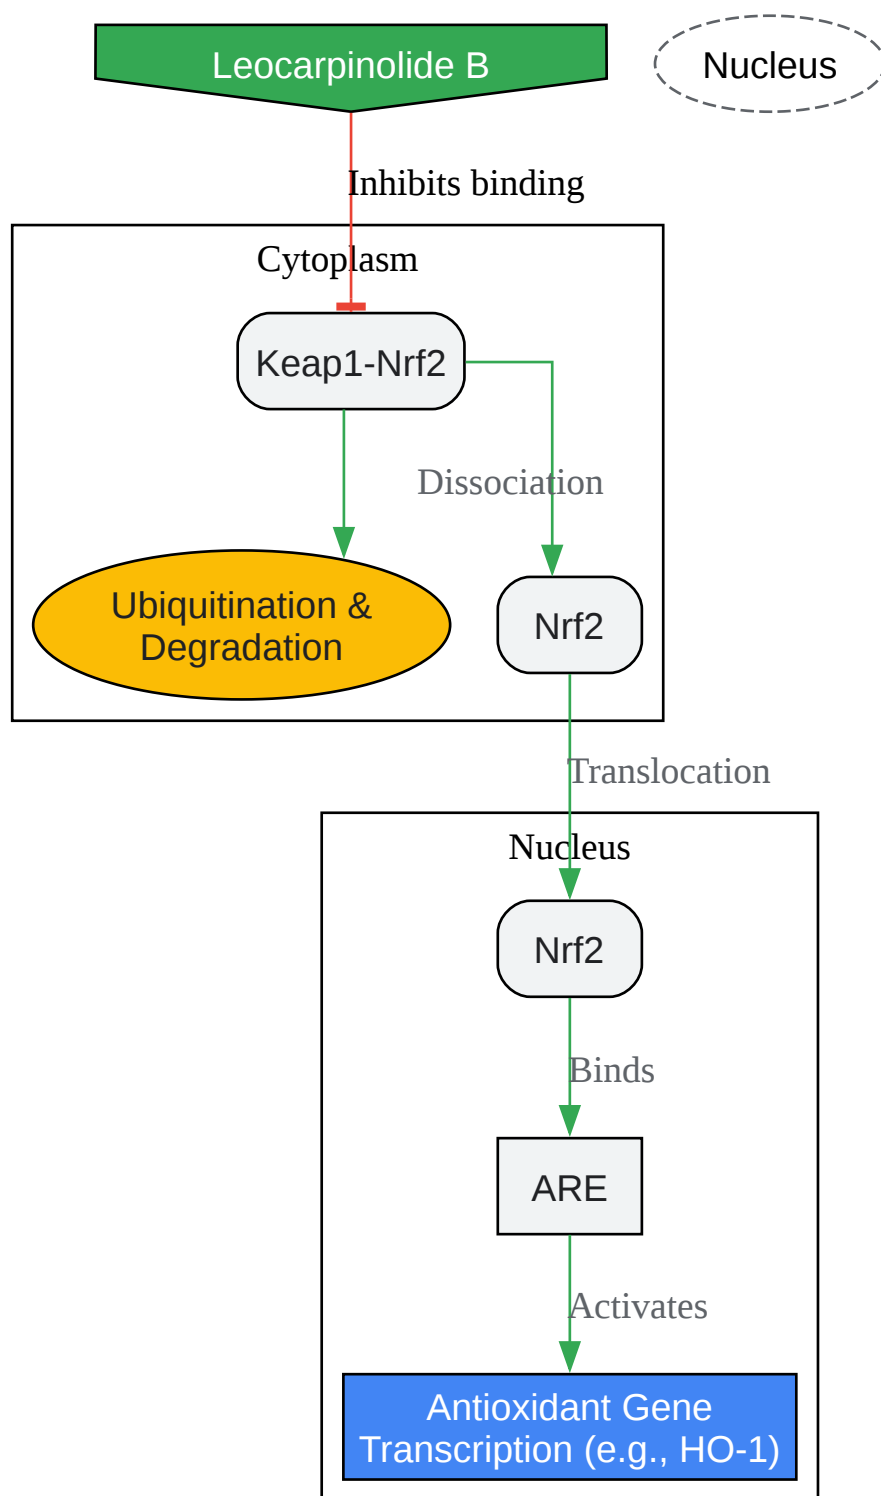 Leocarpinolide B
Nucleus
Inhibits binding
Cytoplasm
Keap1-Nrf2
Dissociation
Ubiquitination &
Degradation
Nrf2
Translocation
Nucleus
Nrf2
Binds
ARE
Activates
Antioxidant Gene
Transcription (e.g., HO-1)